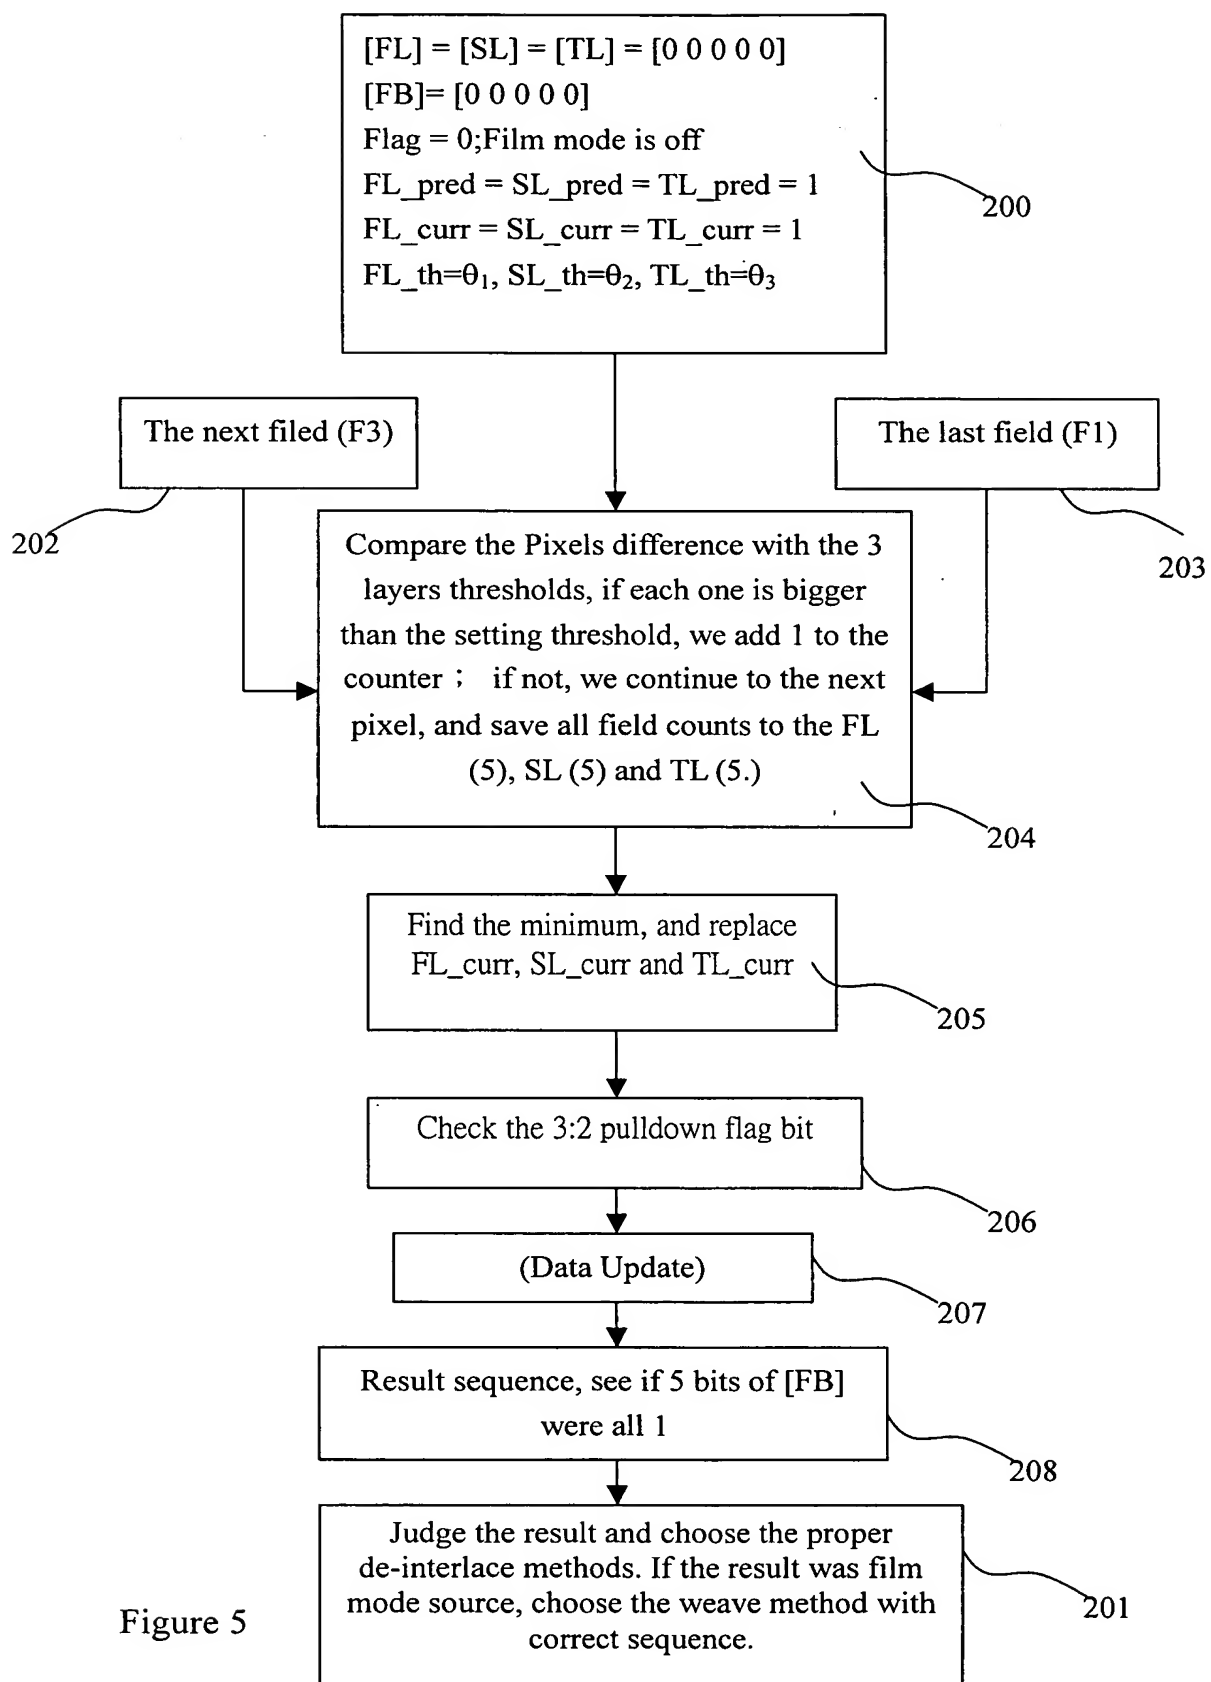 [FL] = [SL] = [TL] = [0 0 0 0 0]
[FB]= [0 0 0 0 0]
Flag = 0;Film mode is off
FL_pred = SL_pred = TL_pred = 1
FL_curr = SL_curr = TL_curr = 1
FL_th=θ₁, SL_th=θ₂, TL_th=θ₃
200
The next filed (F3)
The last field (F1)
202
203
Compare the Pixels difference with the 3
layers thresholds, if each one is bigger
than the setting threshold, we add 1 to the
counter； if not, we continue to the next
pixel, and save all field counts to the FL
(5), SL (5) and TL (5.)
204
Find the minimum, and replace
FL_curr, SL_curr and TL_curr
205
Check the 3:2 pulldown flag bit
206
(Data Update)
207
Result sequence, see if 5 bits of [FB]
were all 1
208
Judge the result and choose the proper
de-interlace methods. If the result was film
mode source, choose the weave method with
correct sequence.
201
Figure 5